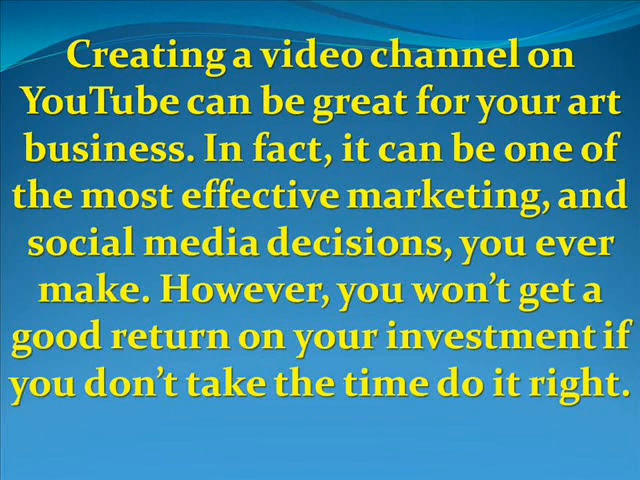 Creating a video channel on
YouTube can be great for your art
business. In fact, it can be one of
the most effective marketing, and
social media decisions, you ever
make. However, you won’t get a
good return on your investment if
you don’t take the time do it right.